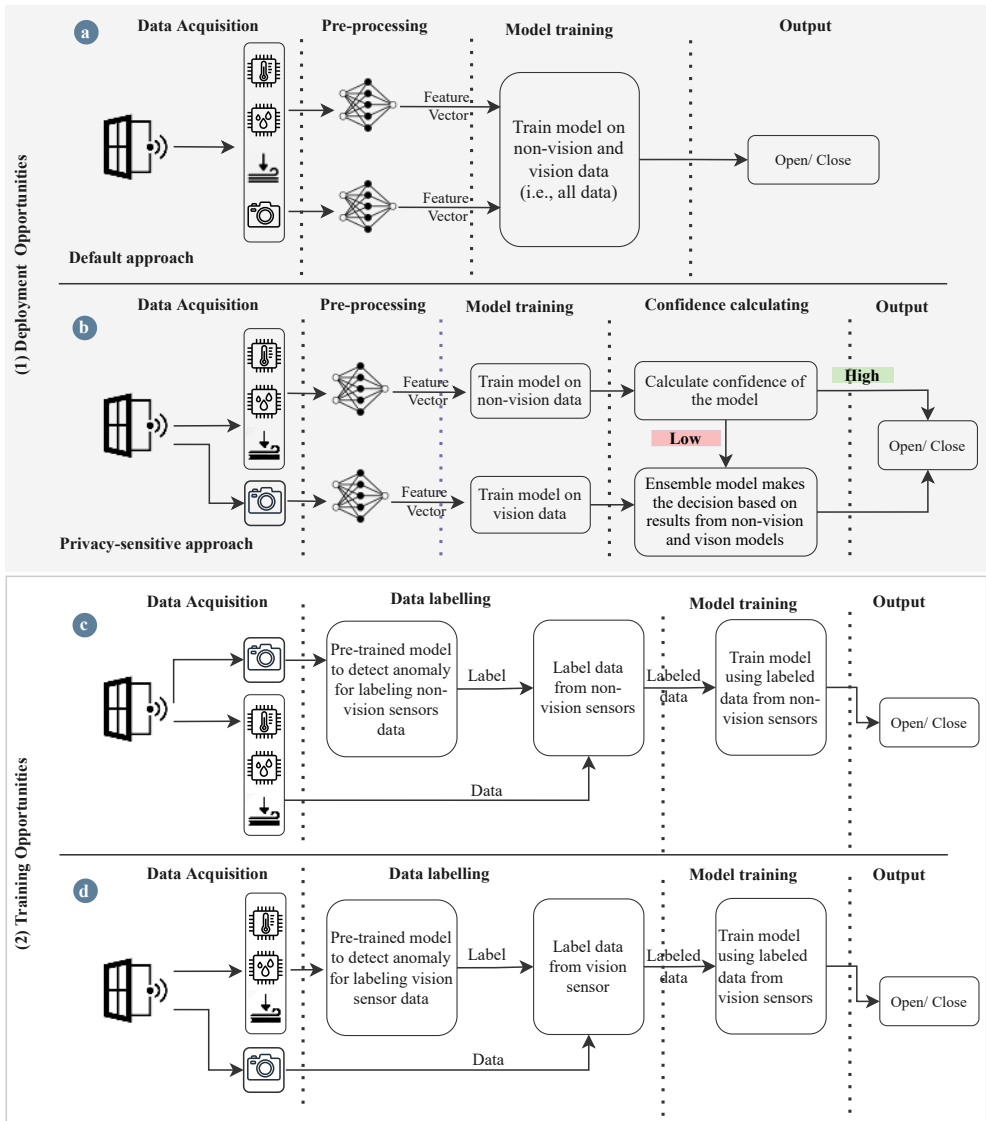 (1) Deployment Opportunities
a
Data Acquisition
Pre-processing
Model training
Output
Feature
Vector
Feature
Vector
Train model on
non-vision and
vision data
(i.e., all data)
Open/ Close
Default approach
b
Data Acquisition
Pre-processing
Model training
Confidence calculating
Output
Feature
Vector
Train model on
non-vision data
Calculate confidence of
the model
High
Low
Open/ Close
Feature
Vector
Train model on
vision data
Ensemble model makes
the decision based on
results from non-vision
and vison models
Privacy-sensitive approach
(2) Training Opportunities
c
Data Acquisition
Data labelling
Model training
Output
Pre-trained model
to detect anomaly
for labeling non-
vision sensors
data
Label
Label data
from non-
vision sensors
Labeled
data
Train model
using labeled
data from non-
vision sensors
Open/ Close
Data
d
Data Acquisition
Data labelling
Model training
Output
Pre-trained model
to detect anomaly
for labeling vision
sensor data
Label
Label data
from vision
sensor
Labeled
data
Train model
using labeled
data from
vision sensors
Open/ Close
Data